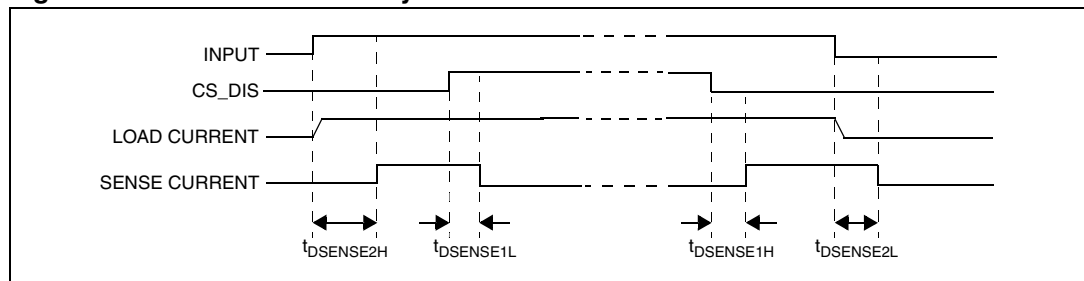 INPUT
CS_DIS
LOAD CURRENT
SENSE CURRENT
tDSENSE2H tDSENSE1L tDSENSE1H tDSENSE2L